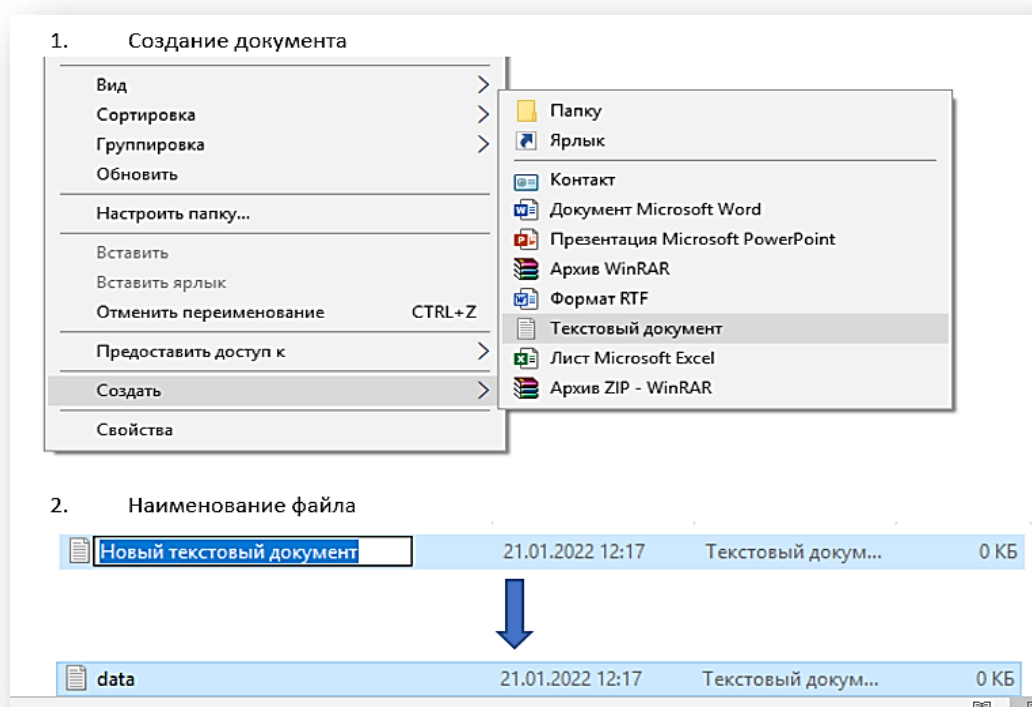 1. Создание документа
Вид
Сортировка
Группировка
Обновить
Настроить папку...
Вставить
Вставить ярлык
Отменить переименование CTRL+Z
Предоставить доступ к
Создать
Свойства
Папку
Ярлык
Контакт
Документ Microsoft Word
Презентация Microsoft PowerPoint
Архив WinRAR
Формат RTF
Текстовый документ
Лист Microsoft Excel
Архив ZIP - WinRAR
2. Наименование файла
Новый текстовый документ 21.01.2022 12:17 Текстовый докум... 0 КБ
data 21.01.2022 12:17 Текстовый докум... 0 КБ